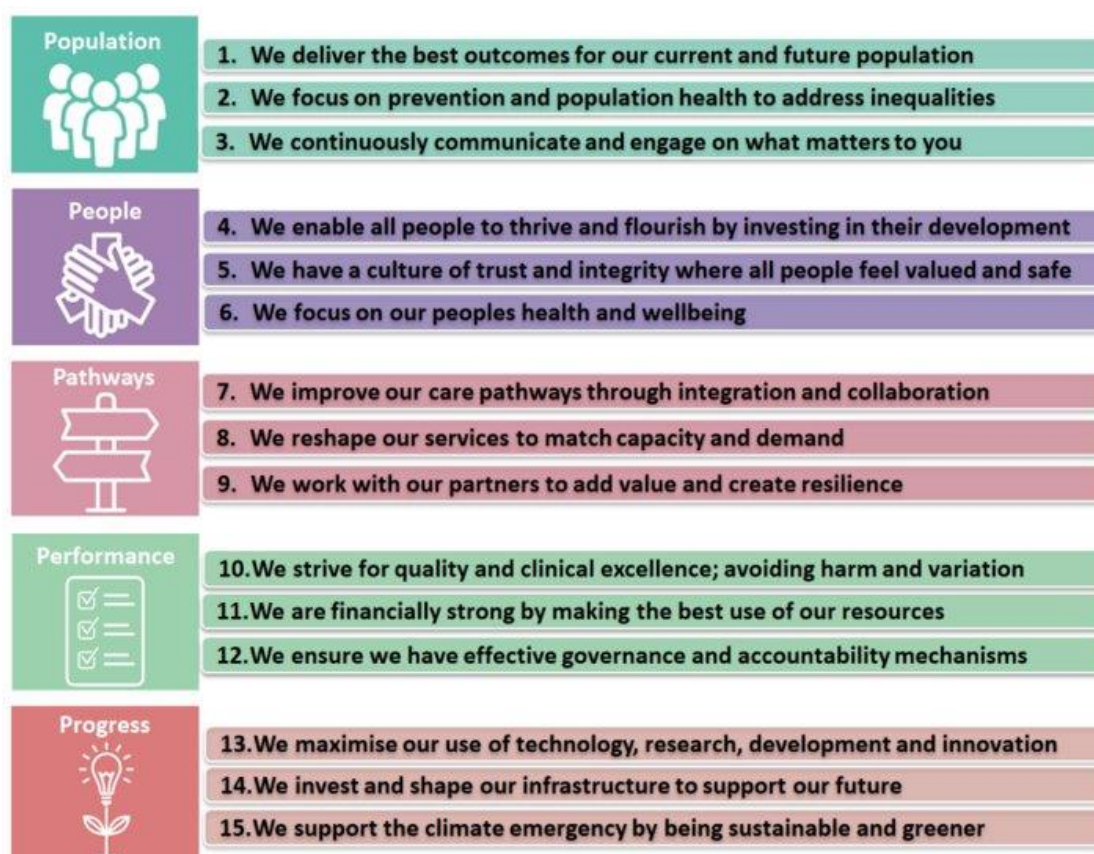 Population
1. We deliver the best outcomes for our current and future population
2. We focus on prevention and population health to address inequalities
3. We continuously communicate and engage on what matters to you
People
4. We enable all people to thrive and flourish by investing in their development
5. We have a culture of trust and integrity where all people feel valued and safe
6. We focus on our peoples health and wellbeing
Pathways
7. We improve our care pathways through integration and collaboration
8. We reshape our services to match capacity and demand
9. We work with our partners to add value and create resilience
Performance
10.We strive for quality and clinical excellence; avoiding harm and variation
11.We are financially strong by making the best use of our resources
12.We ensure we have effective governance and accountability mechanisms
Progress
13.We maximise our use of technology, research, development and innovation
14.We invest and shape our infrastructure to support our future
15.We support the climate emergency by being sustainable and greener